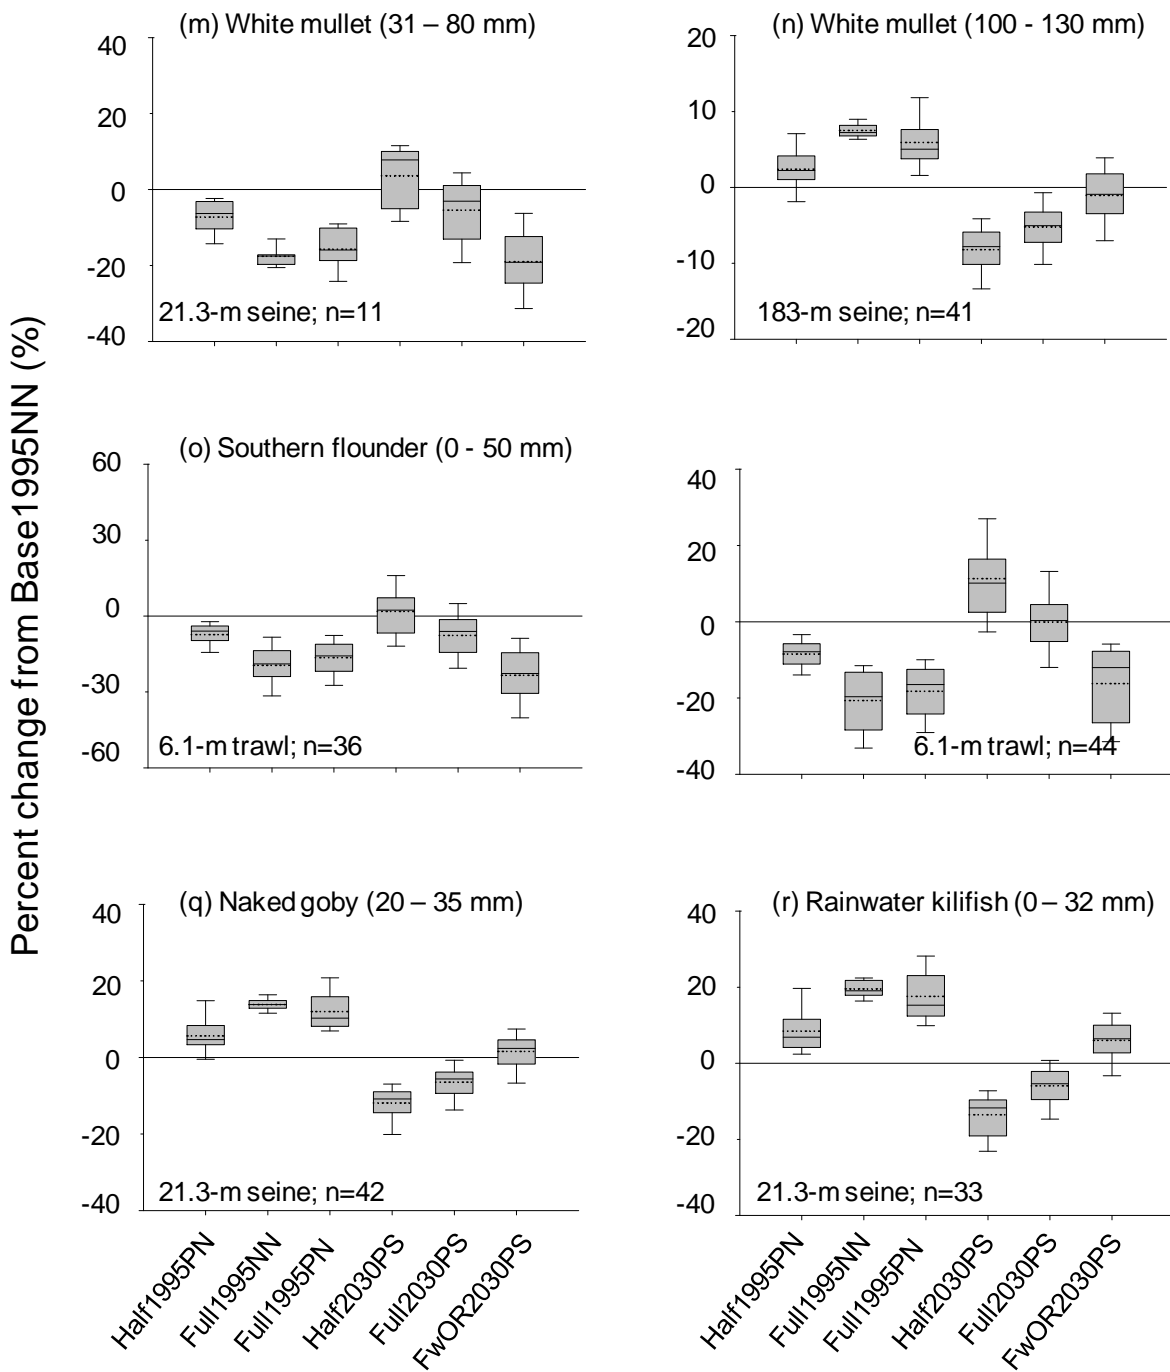 Percent change from Base1995NN (%)
(m) White mullet (31 – 80 mm)
40
20
0
-20
-40
21.3-m seine; n=11
(n) White mullet (100 - 130 mm)
20
10
0
-10
-20
183-m seine; n=41
(o) Southern flounder (0 - 50 mm)
60
30
0
-30
-60
6.1-m trawl; n=36
40
20
0
-20
-40
6.1-m trawl; n=44
(q) Naked goby (20 – 35 mm)
40
20
0
-20
-40
21.3-m seine; n=42
(r) Rainwater kilifish (0 – 32 mm)
40
20
0
-20
-40
21.3-m seine; n=33
Half1995PN
Full1995NN
Full1995PN
Half2030PS
Full2030PS
FwOR2030PS
Half1995PN
Full1995NN
Full1995PN
Half2030PS
Full2030PS
FwOR2030PS